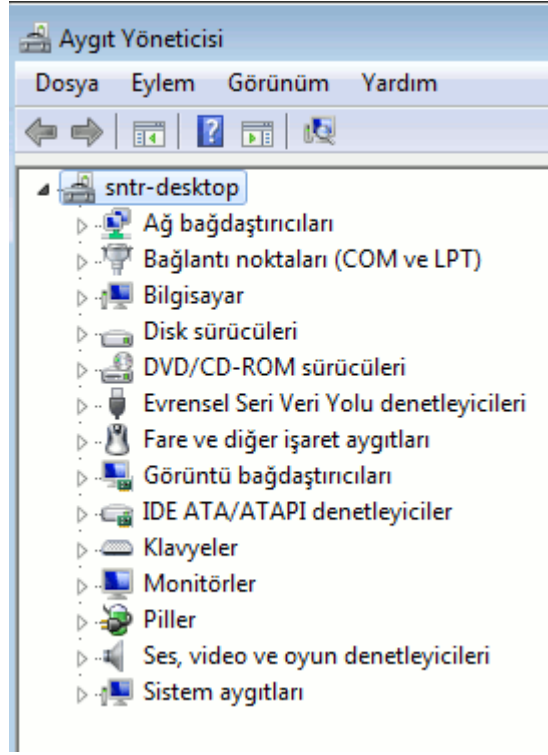 Aygıt Yöneticisi
Dosya Eylem Görünüm Yardım
sntr-desktop
Ağ bağdaştırıcıları
Bağlantı noktaları (COM ve LPT)
Bilgisayar
Disk sürücüleri
DVD/CD-ROM sürücüleri
Evrensel Seri Veri Yolu denetleyicileri
Fare ve diğer işaret aygıtları
Görüntü bağdaştırıcıları
IDE ATA/ATAPI denetleyiciler
Klavyeler
Monitörler
Piller
Ses, video ve oyun denetleyicileri
Sistem aygıtları